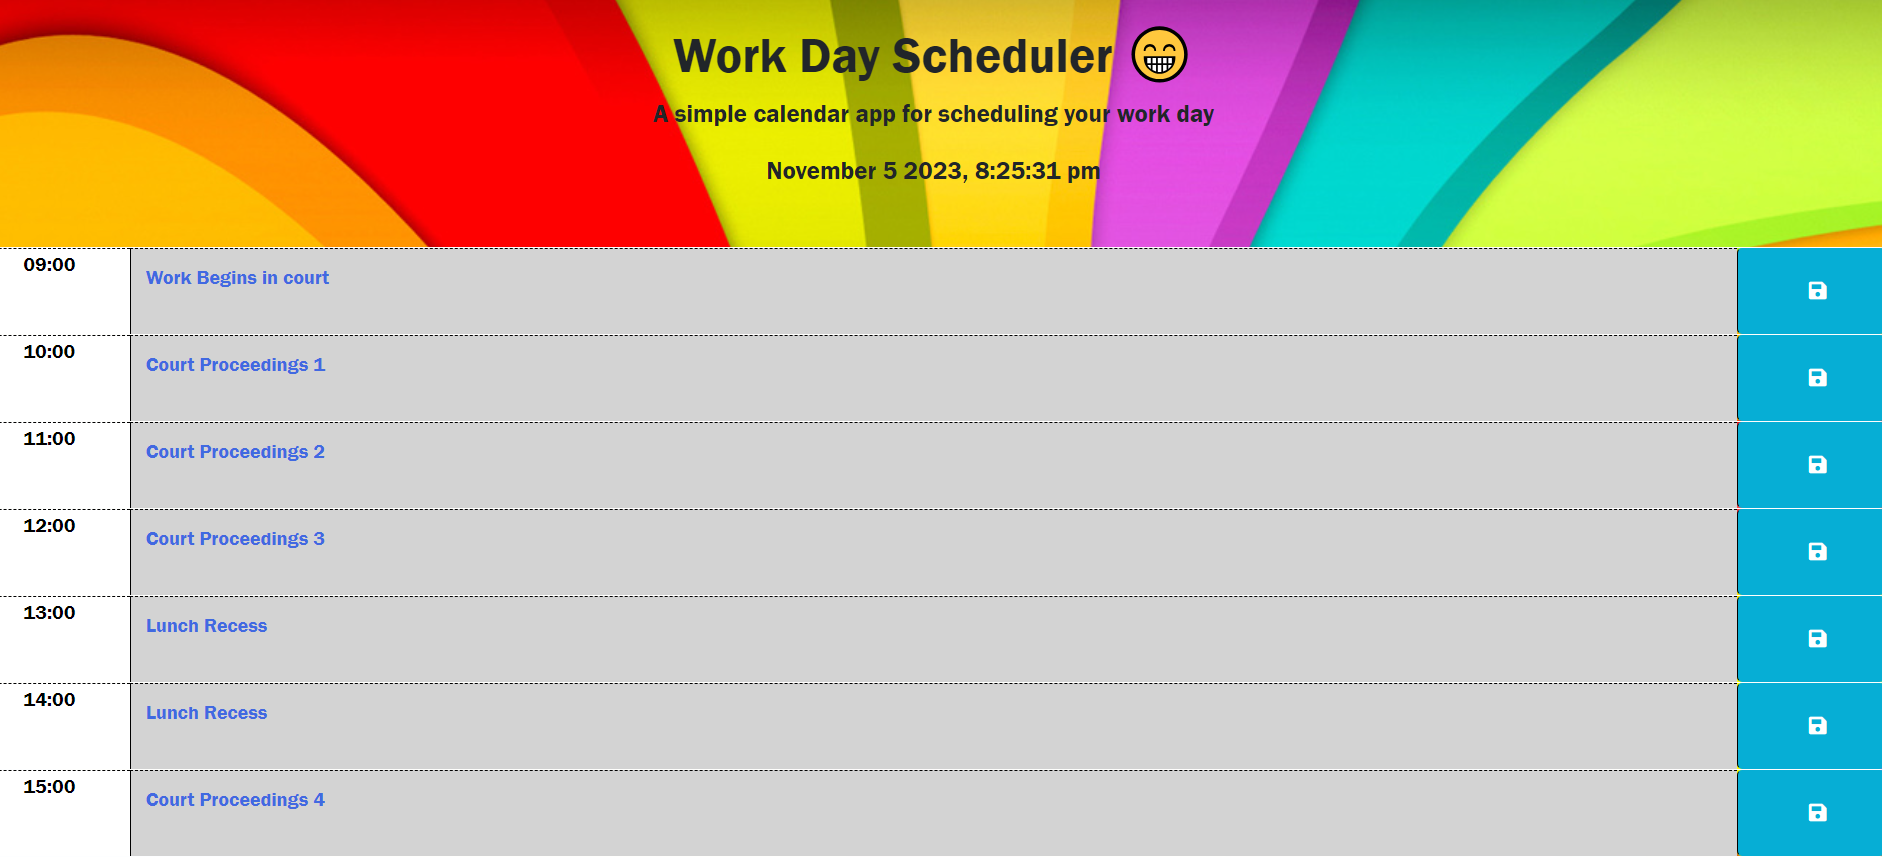 Work Day Scheduler 😁
A simple calendar app for scheduling your work day
November 5 2023, 8:25:31 pm
09:00
Work Begins in court
10:00
Court Proceedings 1
11:00
Court Proceedings 2
12:00
Court Proceedings 3
13:00
Lunch Recess
14:00
Lunch Recess
15:00
Court Proceedings 4